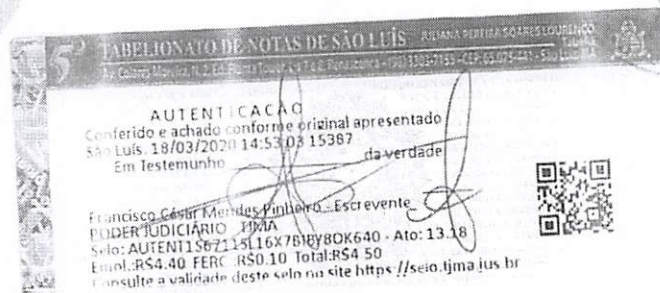 5º TABELIONATO DE NOTAS DE SÃO LUÍS JULIANA PEREIRA SOARES LOURENÇO
AUTENTICAÇÃO
Conferido e achado conforme original apresentado
São Luís. 18/03/2020 14:53:03 15387
Em Testemunho da verdade
Francisco César Mendes Pinheiro - Escrevente
PODER JUDICIÁRIO TJMA
Ato: 13.18
Emol.:R$4.40 FERC.:R$0.10 Total:R$4.50
Consulte a validade deste selo no site https://selo.tjma.jus.br